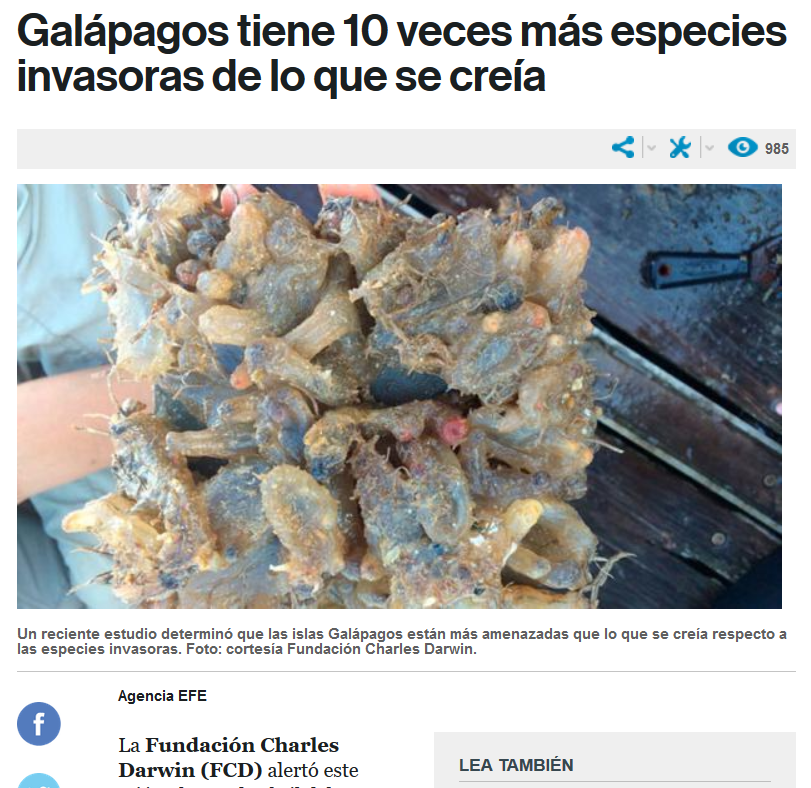 Galápagos tiene 10 veces más especies
invasoras de lo que se creía
985
Un reciente estudio determinó que las islas Galápagos están más amenazadas que lo que se creía respecto a
las especies invasoras. Foto: cortesía Fundación Charles Darwin.
Agencia EFE
f
La Fundación Charles
Darwin (FCD) alertó este
LEA TAMBIÉN